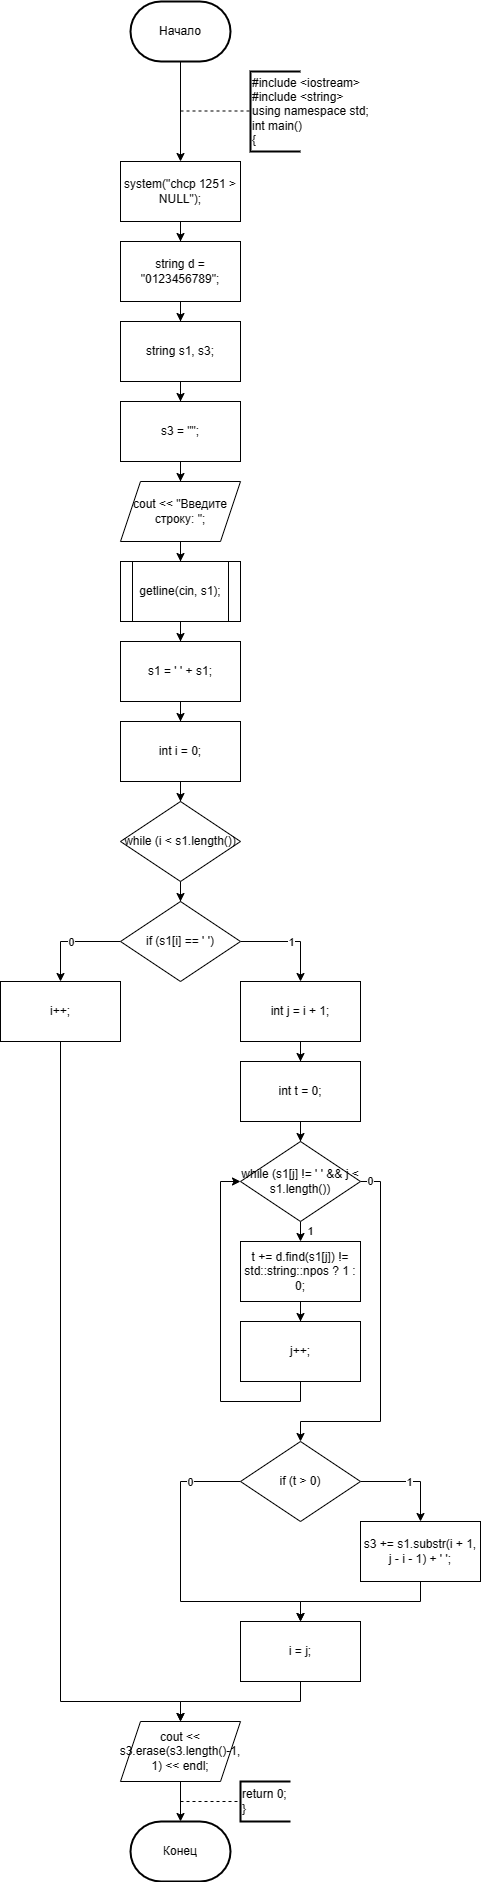 Начало
#include <iostream>
#include <string>
using namespace std;
int main()
{
system("chcp 1251 >
NULL");
string d =
"0123456789";
string s1, s3;
s3 = "";
cout << "Введите
строку: ";
getline(cin, s1);
s1 = ' ' + s1;
int i = 0;
while (i < s1.length())
if (s1[i] == ' ')
0
1
i++;
int j = i + 1;
int t = 0;
while (s1[j] != ' ' && j <
s1.length())
0
1
t += d.find(s1[j]) !=
std::string::npos ? 1 :
0;
j++;
if (t > 0)
0
1
s3 += s1.substr(i + 1,
j - i - 1) + ' ';
i = j;
cout <<
s3.erase(s3.length()-1,
1) << endl;
return 0;
}
Конец